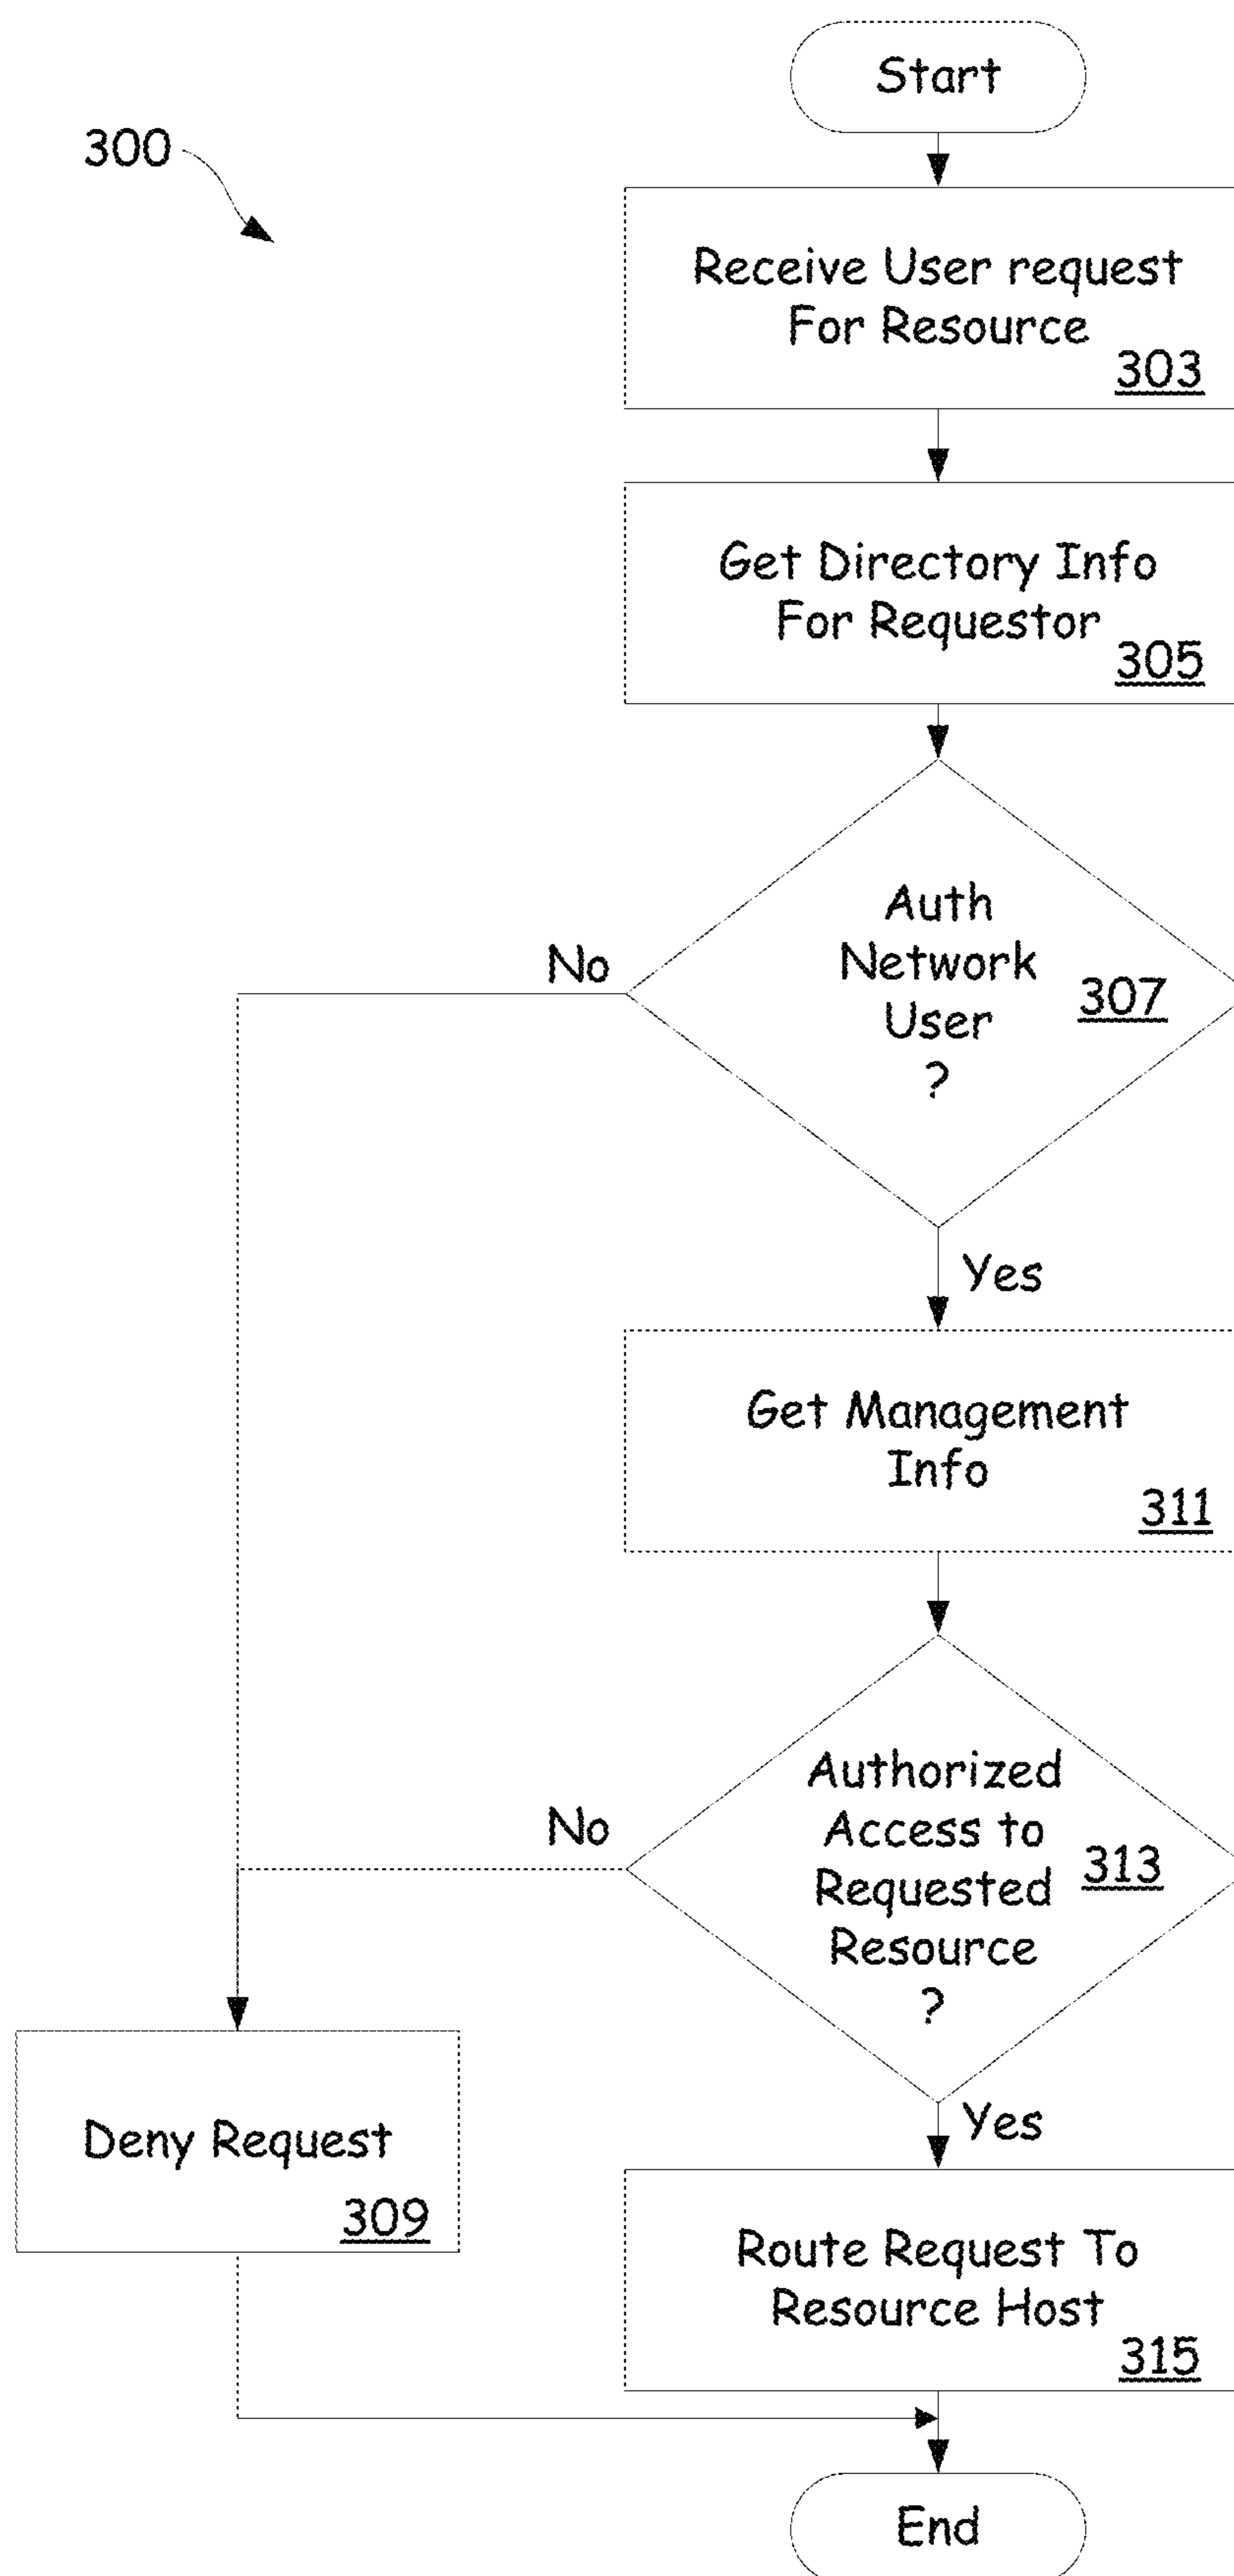 Start
300
Receive User request
For Resource
303
Get Directory Info
For Requestor
305
Auth
Network
User
?
307
No
Yes
Get Management
Info
311
Authorized
Access to
Requested
Resource
?
313
No
Yes
Deny Request
309
Route Request To
Resource Host
315
End